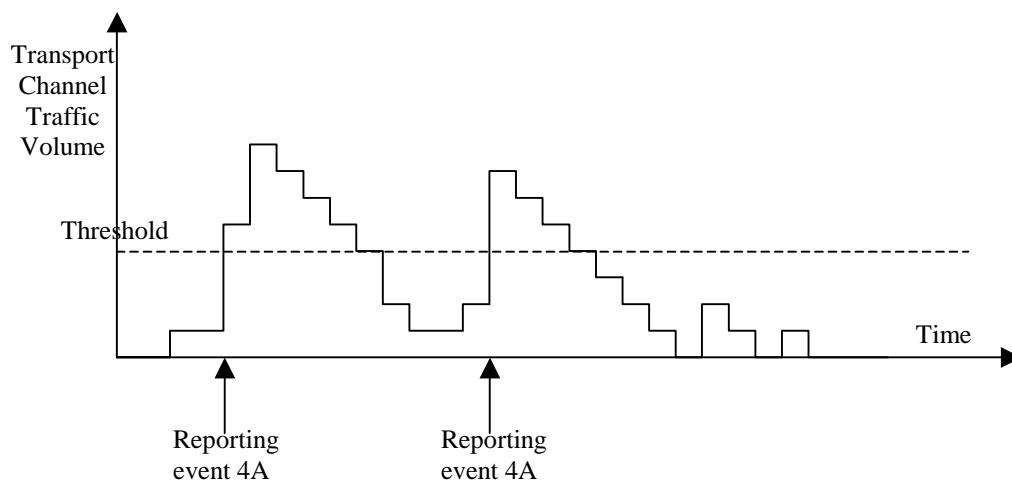 Transport
Channel
Traffic
Volume
Threshold
Time
Reporting
event 4A
Reporting
event 4A